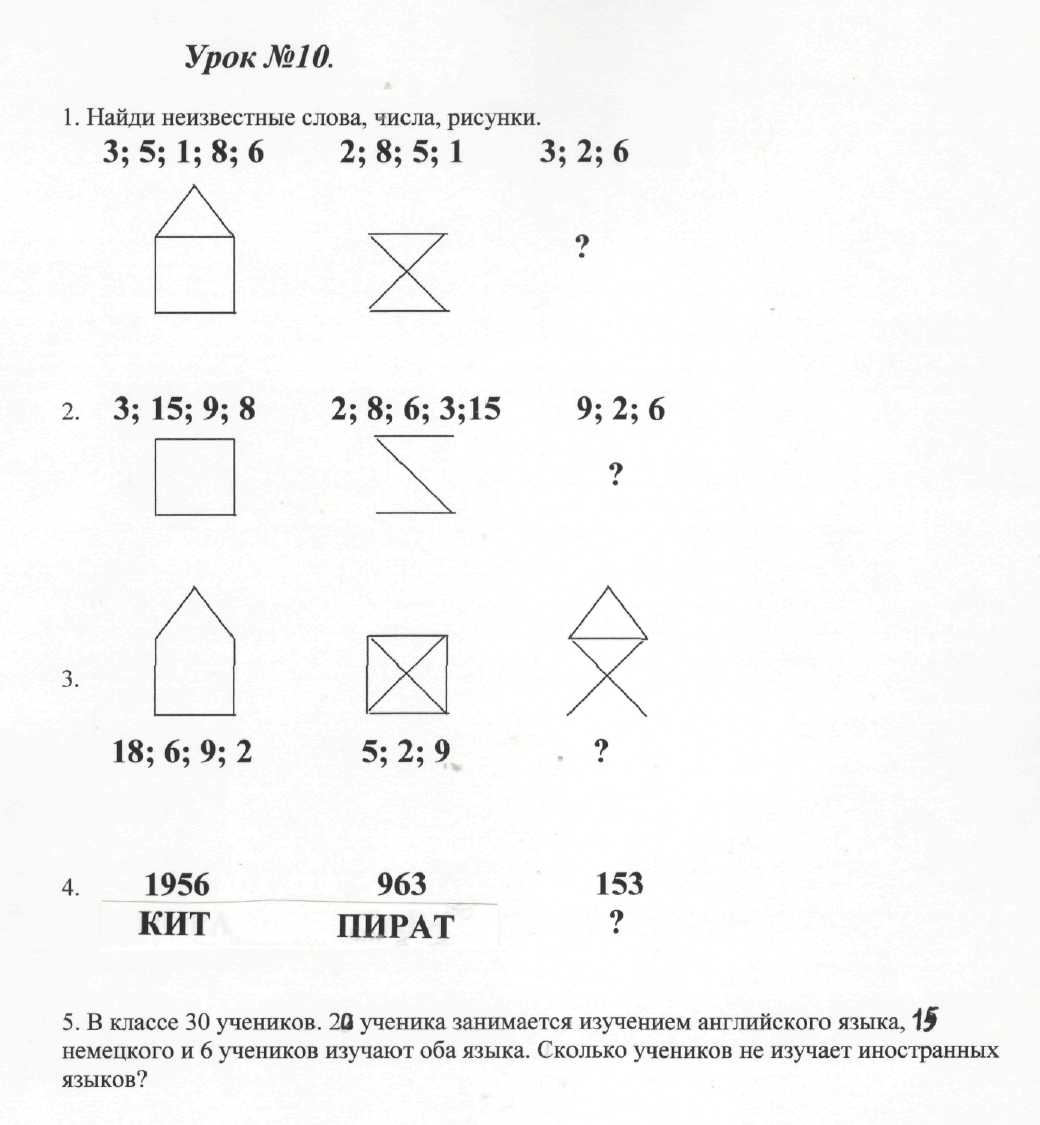 Урок №10.
1. Найди неизвестные слова, числа, рисунки.
3; 5; 1; 8; 6 2; 8; 5; 1 3; 2; 6
?
2. 3; 15; 9; 8 2; 8; 6; 3;15 9; 2; 6
?
3.
18; 6; 9; 2 5; 2; 9 ?
4. 1956 963 153
КИТ ПИРАТ ?
5. В классе 30 учеников. 20 ученика занимается изучением английского языка, 15
немецкого и 6 учеников изучают оба языка. Сколько учеников не изучает иностранных
языков?